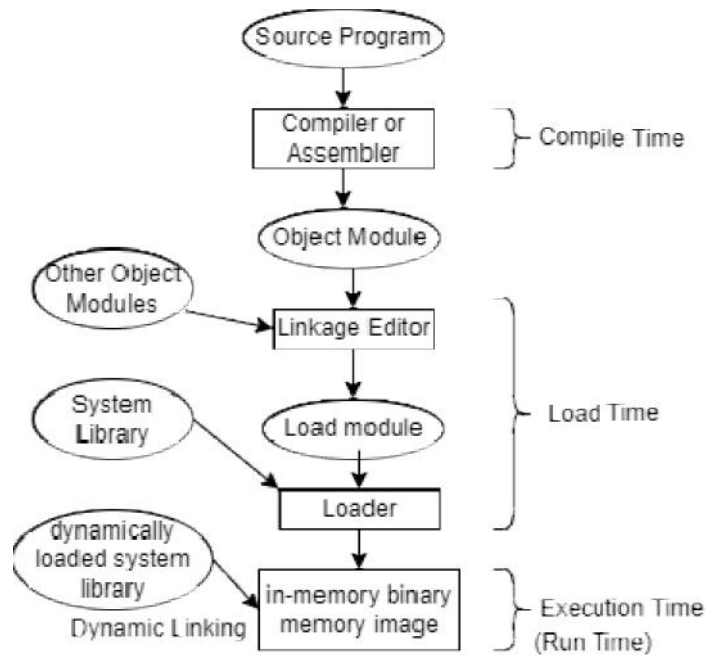 Source Program
Compiler or
Assembler
Compile Time
Object Module
Other Object
Modules
Linkage Editor
System
Library
Load module
Load Time
Loader
dynamically
loaded system
library
Dynamic Linking
in-memory binary
memory image
Execution Time
(Run Time)